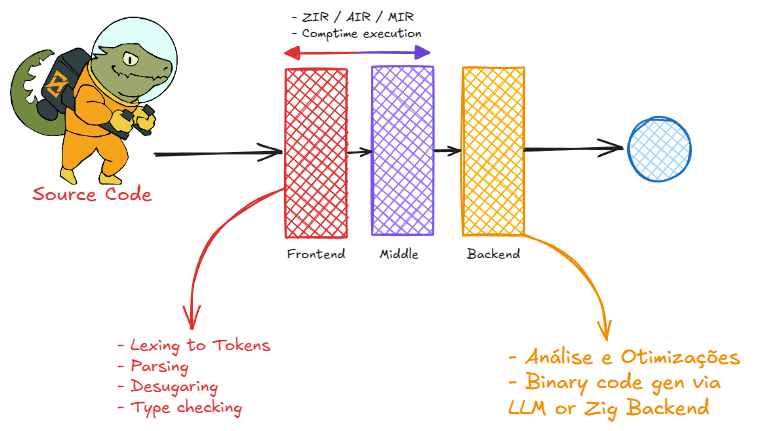 - ZIR / AIR / MIR
- Comptime execution
Source Code
Frontend
Middle
Backend
- Lexing to Tokens
- Parsing
- Desugaring
- Type checking
- Análise e Otimizações
- Binary code gen via
LLM or Zig Backend